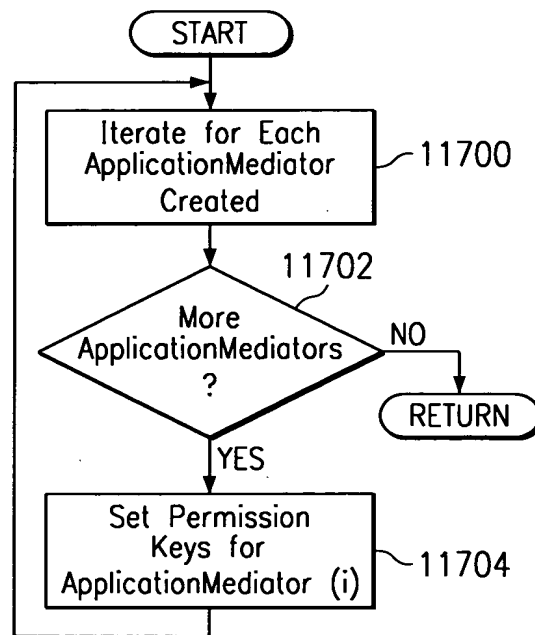 START
Iterate for Each
ApplicationMediator
Created
11700
11702
More
ApplicationMediators
?
NO
RETURN
YES
Set Permission
Keys for
ApplicationMediator (i)
11704